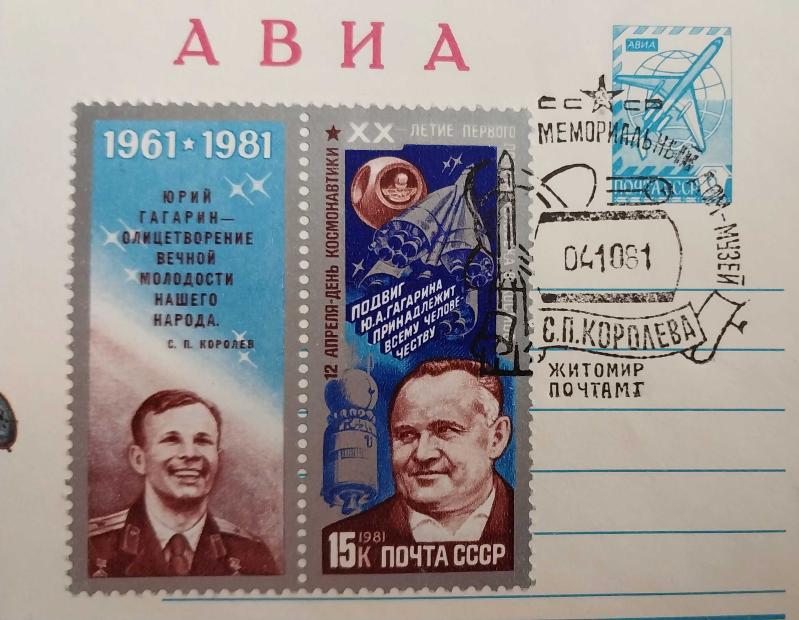 АВИА
АВИА
ПОЧТА СССР
СССР
МЕМОРИАЛЬНЫЙ ДОМ-МУЗЕЙ
041081
С.П.КОРОЛЕВА
ЖИТОМИР
ПОЧТАМТ
1961★1981
ЮРИЙ
ГАГАРИН—
ОЛИЦЕТВОРЕНИЕ
ВЕЧНОЙ
МОЛОДОСТИ
НАШЕГО
НАРОДА.
С. П. КОРОЛЕВ
12 АПРЕЛЯ-ДЕНЬ КОСМОНАВТИКИ ★
XX—ЛЕТИЕ ПЕРВОГО
ПОДВИГ
Ю.А.ГАГАРИНА
ПРИНАДЛЕЖИТ
ВСЕМУ ЧЕЛОВЕ-
ЧЕСТВУ
1981
15К ПОЧТА СССР